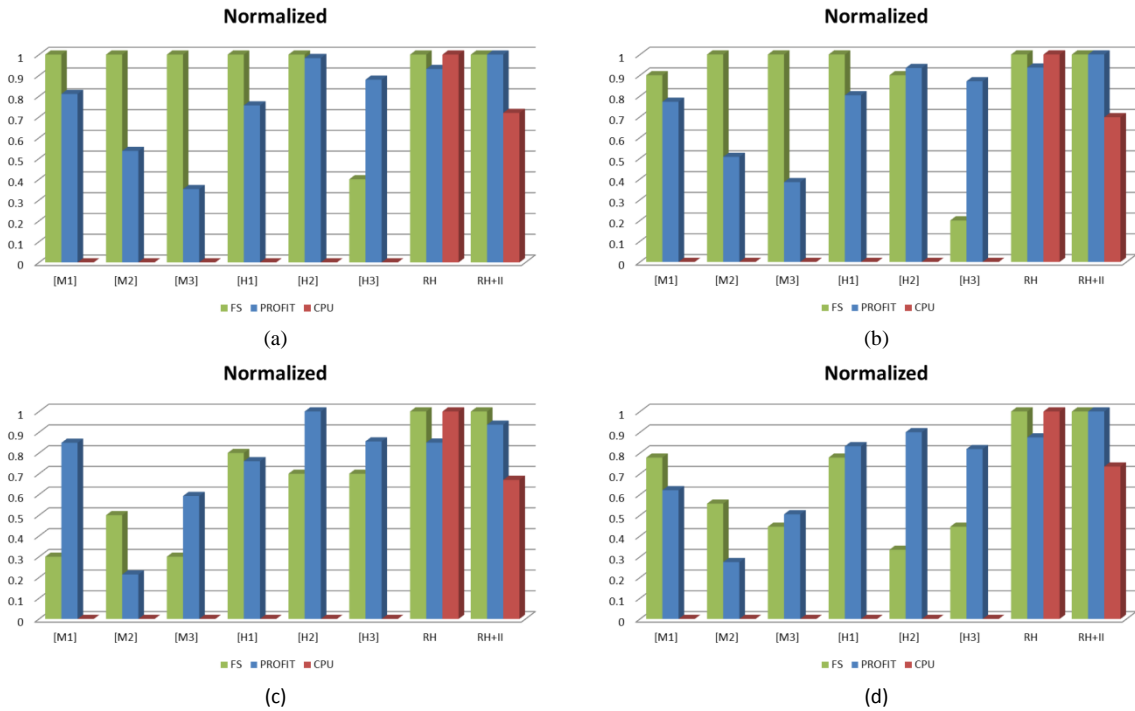 Normalized
1
0.9
0.8
0.7
0.6
0.5
0.4
0.3
0.2
0.1
0
[M1] [M2] [M3] [H1] [H2] [H3] RH RH+II
FS PROFIT CPU
(a)
Normalized
1
0.9
0.8
0.7
0.6
0.5
0.4
0.3
0.2
0.1
0
[M1] [M2] [M3] [H1] [H2] [H3] RH RH+II
FS PROFIT CPU
(b)
Normalized
1
0.9
0.8
0.7
0.6
0.5
0.4
0.3
0.2
0.1
0
[M1] [M2] [M3] [H1] [H2] [H3] RH RH+II
FS PROFIT CPU
(c)
Normalized
1
0.9
0.8
0.7
0.6
0.5
0.4
0.3
0.2
0.1
0
[M1] [M2] [M3] [H1] [H2] [H3] RH RH+II
FS PROFIT CPU
(d)